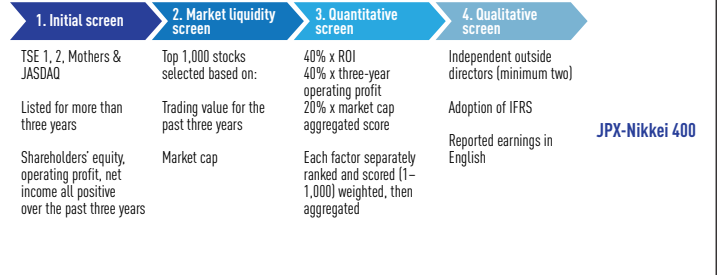 1. Initial screen
TSE 1, 2, Mothers &
JASDAQ
Listed for more than
three years
Shareholders' equity,
operating profit, net
income all positive
over the past three years
2. Market liquidity
screen
Top 1,000 stocks
selected based on:
Trading value for the
past three years
Market cap
3. Quantitative
screen
40% x ROI
40% x three-year
operating profit
20% x market cap
aggregated score
Each factor separately
ranked and scored (1–
1,000) weighted, then
aggregated
4. Qualitative
screen
Independent outside
directors (minimum two)
Adoption of IFRS
Reported earnings in
English
JPX-Nikkei 400